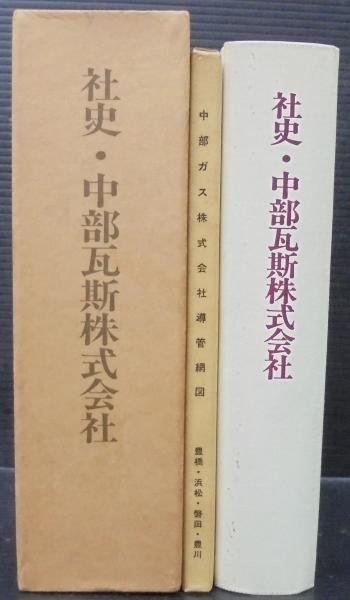 社史・中部瓦斯株式会社
中部ガス株式会社導管網図
豊橋・浜松・磐田・豊川
社史・中部瓦斯株式会社